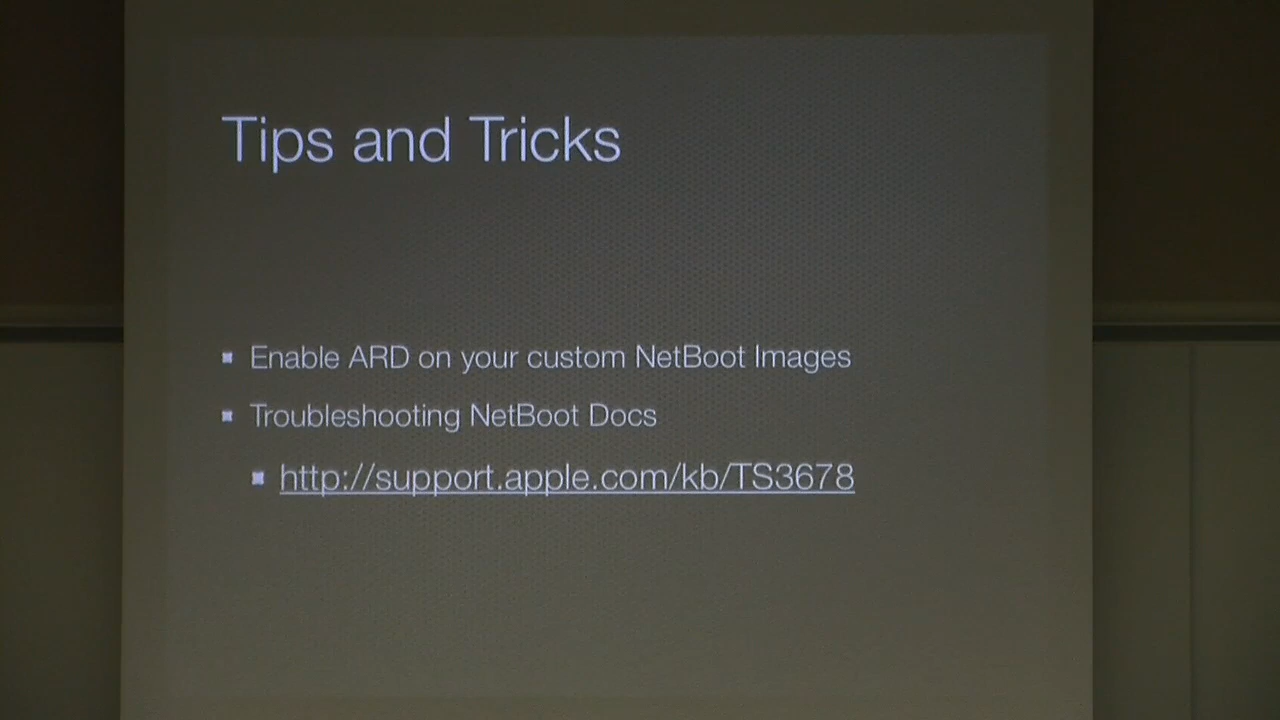 Tips and Tricks
Enable ARD on your custom NetBoot Images
Troubleshooting NetBoot Docs
http://support.apple.com/kb/TS3678